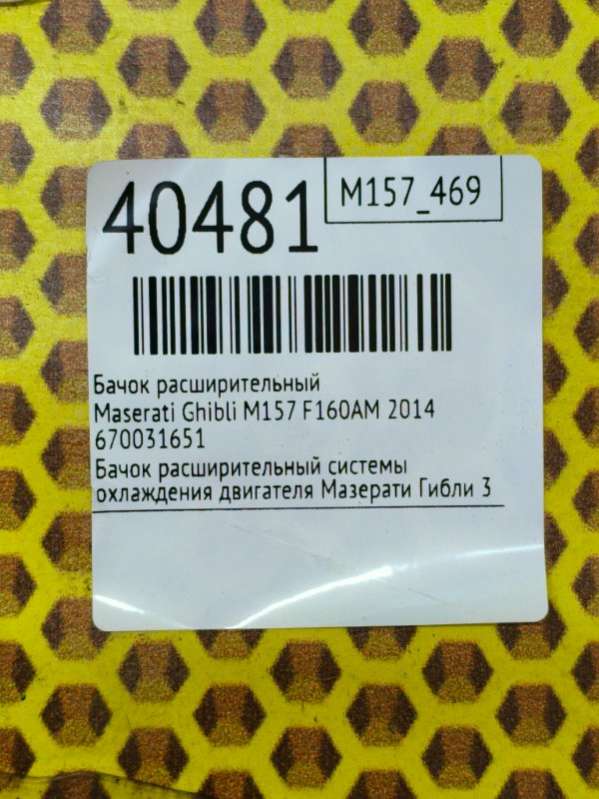 40481
M157_469
Бачок расширительный
Maserati Ghibli M157 F160AM 2014
670031651
Бачок расширительный системы
охлаждения двигателя Мазерати Гибли 3